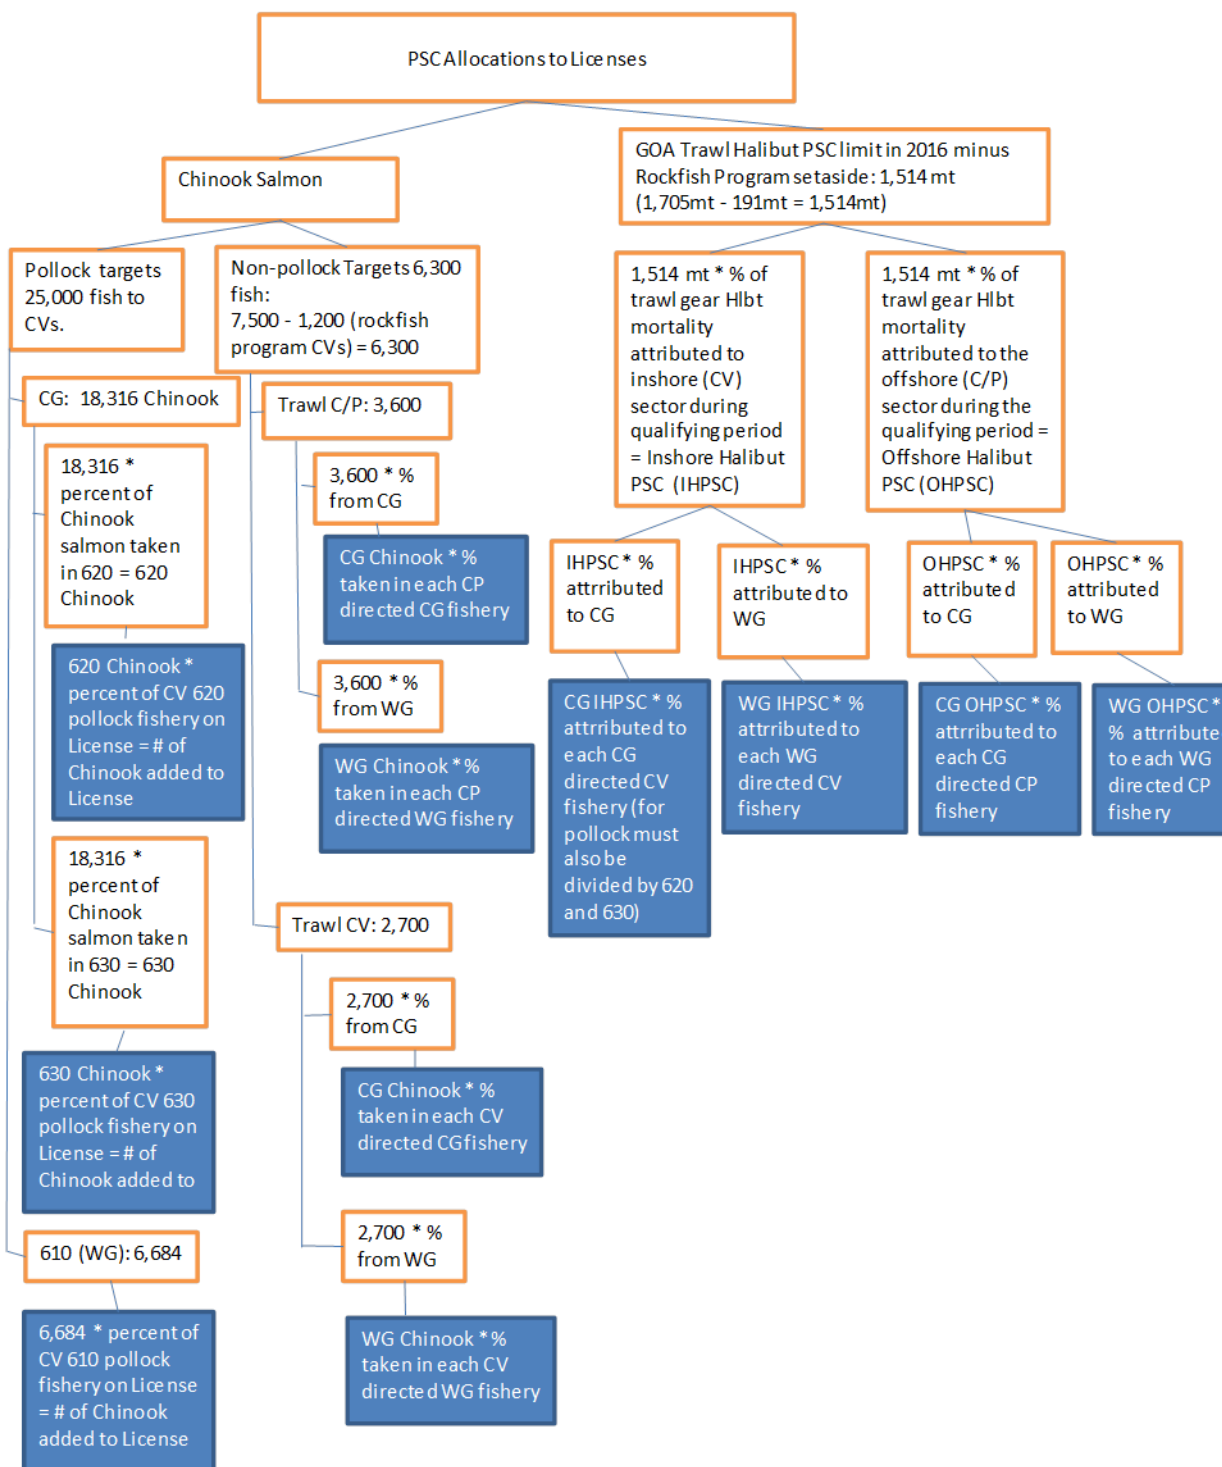 PSC Allocations to Licenses
Chinook Salmon
GOA Trawl Halibut PSC limit in 2016 minus
Rockfish Program setaside: 1,514 mt
(1,705mt - 191mt = 1,514mt)
Pollock targets
25,000 fish to
CVs.
Non-pollock Targets 6,300
fish:
7,500 - 1,200 (rockfish
program CVs) = 6,300
1,514 mt * % of
trawl gear Hlbt
mortality
attributed to
inshore (CV)
sector during
qualifying period
= Inshore Halibut
PSC (IHPSC)
1,514 mt * % of
trawl gear Hlbt
mortality
attributed to the
offshore (C/P)
sector during the
qualifying period =
Offshore Halibut
PSC (OHPSC)
CG: 18,316 Chinook
Trawl C/P: 3,600
18,316 *
percent of
Chinook
salmon taken
in 620 = 620
Chinook
3,600 * %
from CG
CG Chinook * %
taken in each CP
directed CG fishery
IHPSC * %
attrributed
to CG
IHPSC * %
attributed to
WG
OHPSC * %
attributed
to CG
OHPSC * %
attributed
to WG
620 Chinook *
percent of CV 620
pollock fishery on
License = # of
Chinook added to
License
3,600 * %
from WG
WG Chinook * %
taken in each CP
directed WG fishery
CG IHPSC * %
attrributed to
each CG
directed CV
fishery (for
pollock must
also be
divided by 620
and 630)
WG IHPSC * %
attrributed to
each WG
directed CV
fishery
CG OHPSC * %
attrributed to
each CG
directed CP
fishery
WG OHPSC *
% attrribute
to each WG
directed CP
fishery
18,316 *
percent of
Chinook
salmon taken
in 630 = 630
Chinook
Trawl CV: 2,700
2,700 * %
from CG
630 Chinook *
percent of CV 630
pollock fishery on
License = # of
Chinook added to
CG Chinook * %
taken in each CV
directed CG fishery
610 (WG): 6,684
2,700 * %
from WG
6,684 * percent of
CV 610 pollock
fishery on License
= # of Chinook
added to License
WG Chinook * %
taken in each CV
directed WG fishery